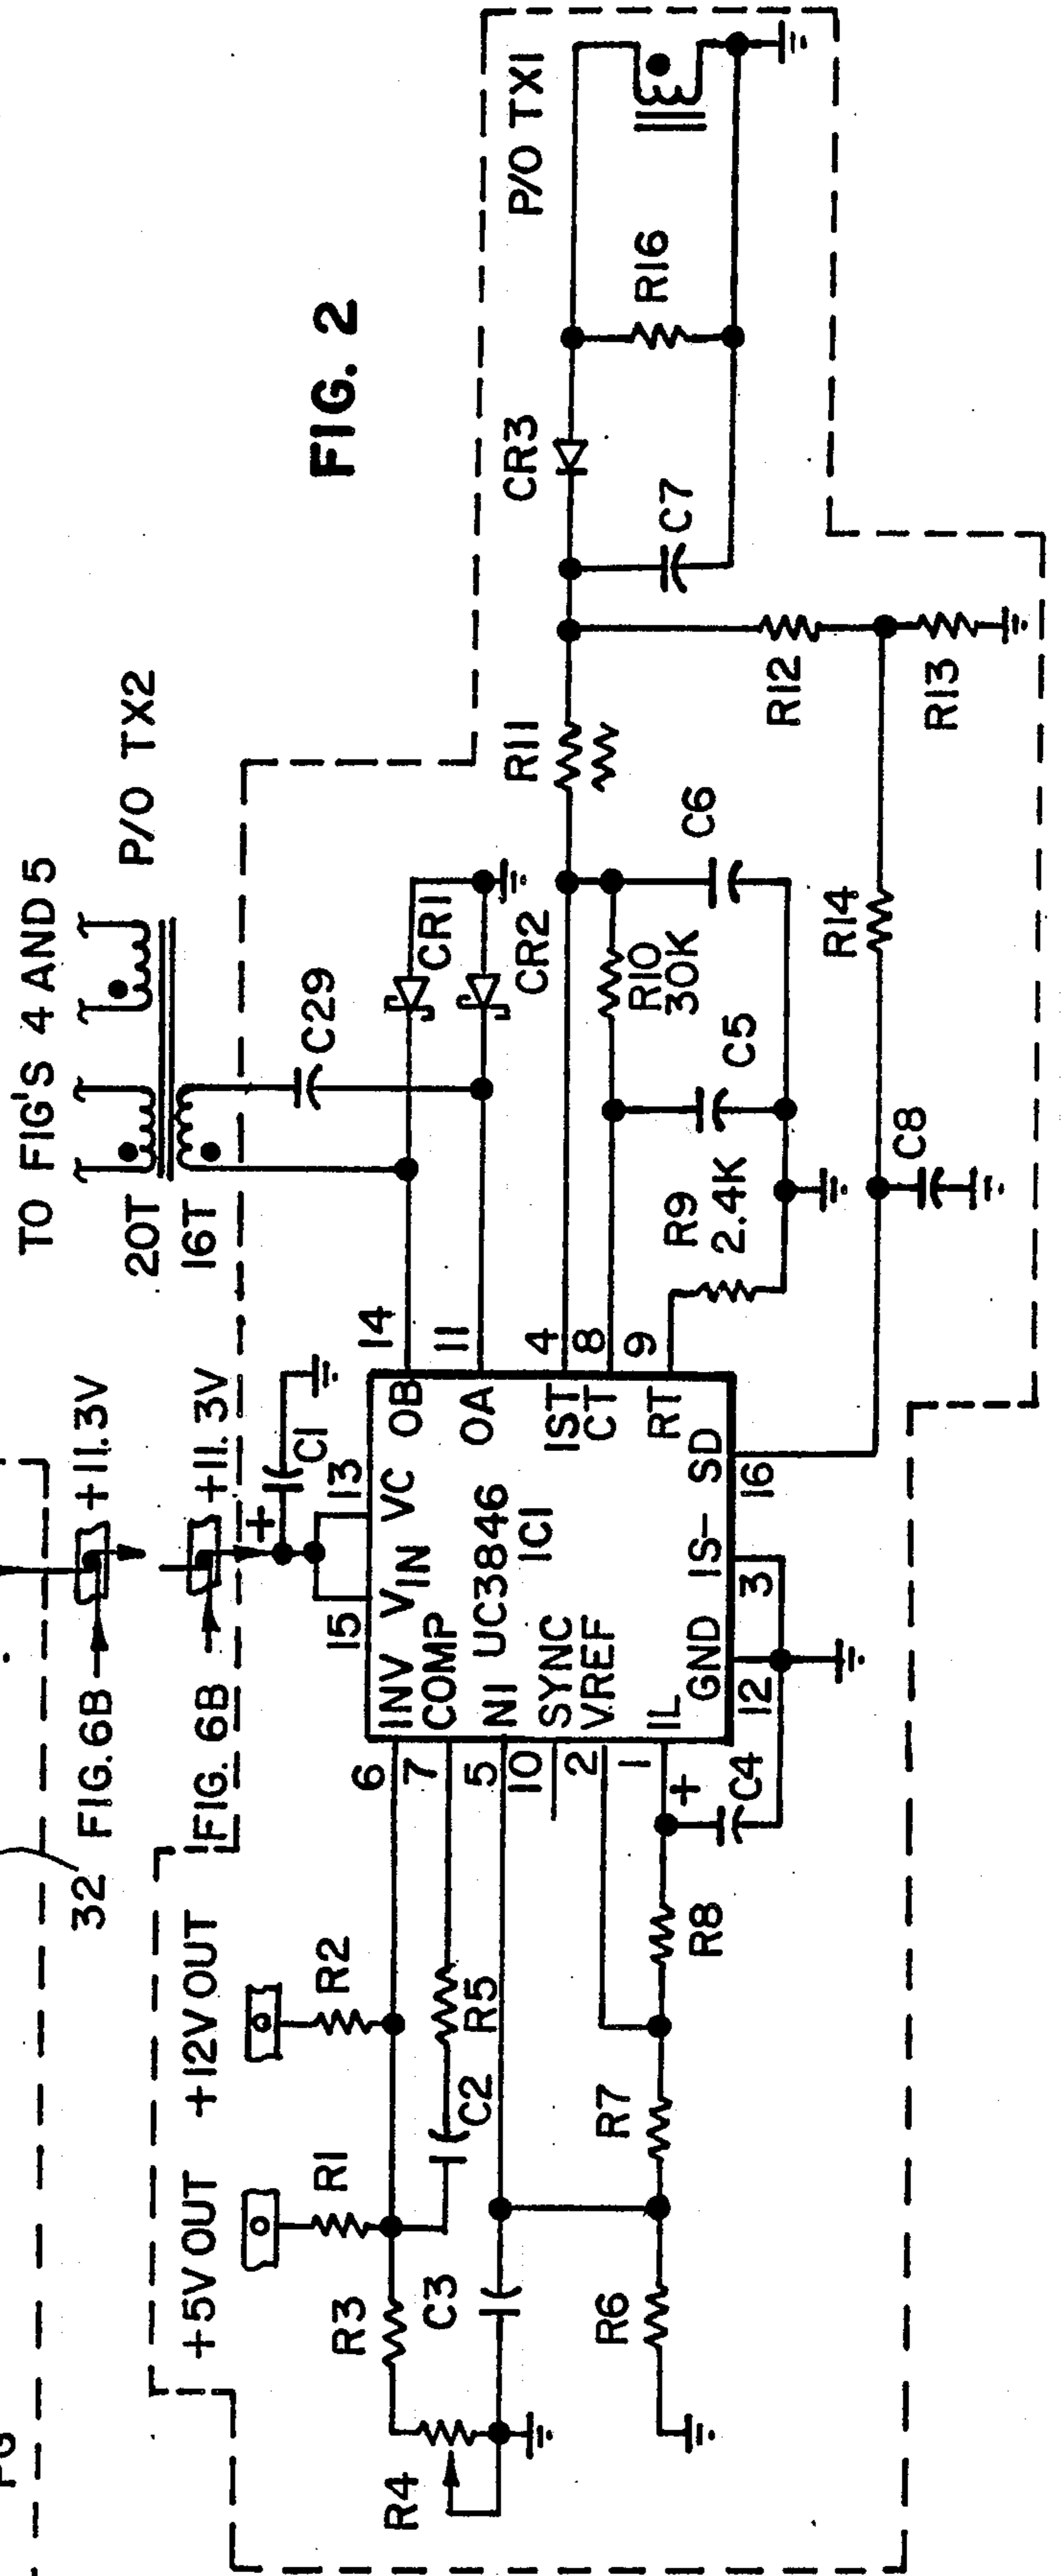 TO FIG'S 4 AND 5
P/O TX2
20T
16T
FIG. 2
FIG. 6B
+11.3V
32
FIG. 6B
+11.3V
+5V OUT
+12V OUT
R1
R2
R3
R4
R5
C2
C3
R6
R7
R8
C4
+
+
C1
15
13
6
7
5
10
2
1
12
3
16
14
11
4
8
9
INV
VIN
VC
COMP
NI
UC3846
IC1
SYNC
VREF
IL
GND
IS-
SD
OB
OA
IST
CT
RT
C29
CR1
CR2
R9
2.4K
C5
R10
30K
C6
C8
R14
R11
R12
R13
C7
CR3
R16
P/O TX1